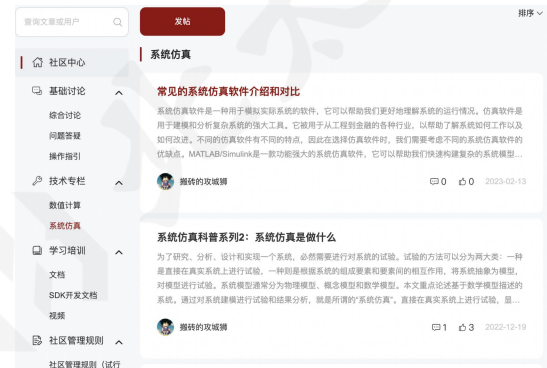 查询文章或用户
发帖
排序
社区中心
基础讨论
综合讨论
问题答疑
操作指引
技术专栏
数值计算
系统仿真
学习培训
文档
SDK开发文档
视频
社区管理规则
社区管理规则（试行
系统仿真
常见的系统仿真软件介绍和对比
系统仿真软件是一种用于模拟实际系统的软件，它可以帮助我们更好地理解系统的运行情况。仿真软件是
用于建模和分析复杂系统的强大工具。它被用于从工程到金融的各种行业，以帮助了解系统如何工作以及
如何改进。不同的仿真软件有不同的特点，因此在选择仿真软件时，我们需要考虑不同的系统仿真软件的
优缺点。MATLAB/Simulink是一款功能强大的系统仿真软件，它可以帮助我们快速构建复杂的系统模型...
搬砖的攻城狮
0 0 2023-02-13
系统仿真科普系列2：系统仿真是做什么
为了研究、分析、设计和实现一个系统，必然需要进行对系统的试验。试验的方法可以分为两大类：一种
是直接在真实系统上进行试验，一种则是根据系统的组成要素和要素间的相互作用，将系统抽象为模型，
对模型进行试验。系统模型通常分为物理模型、概念模型和数学模型。本文重点论述基于数学模型描述的
系统。通过对系统建模进行试验和结果分析，就是所谓的“系统仿真”。直接在真实系统上进行试验，显...
搬砖的攻城狮
1 3 2022-12-19